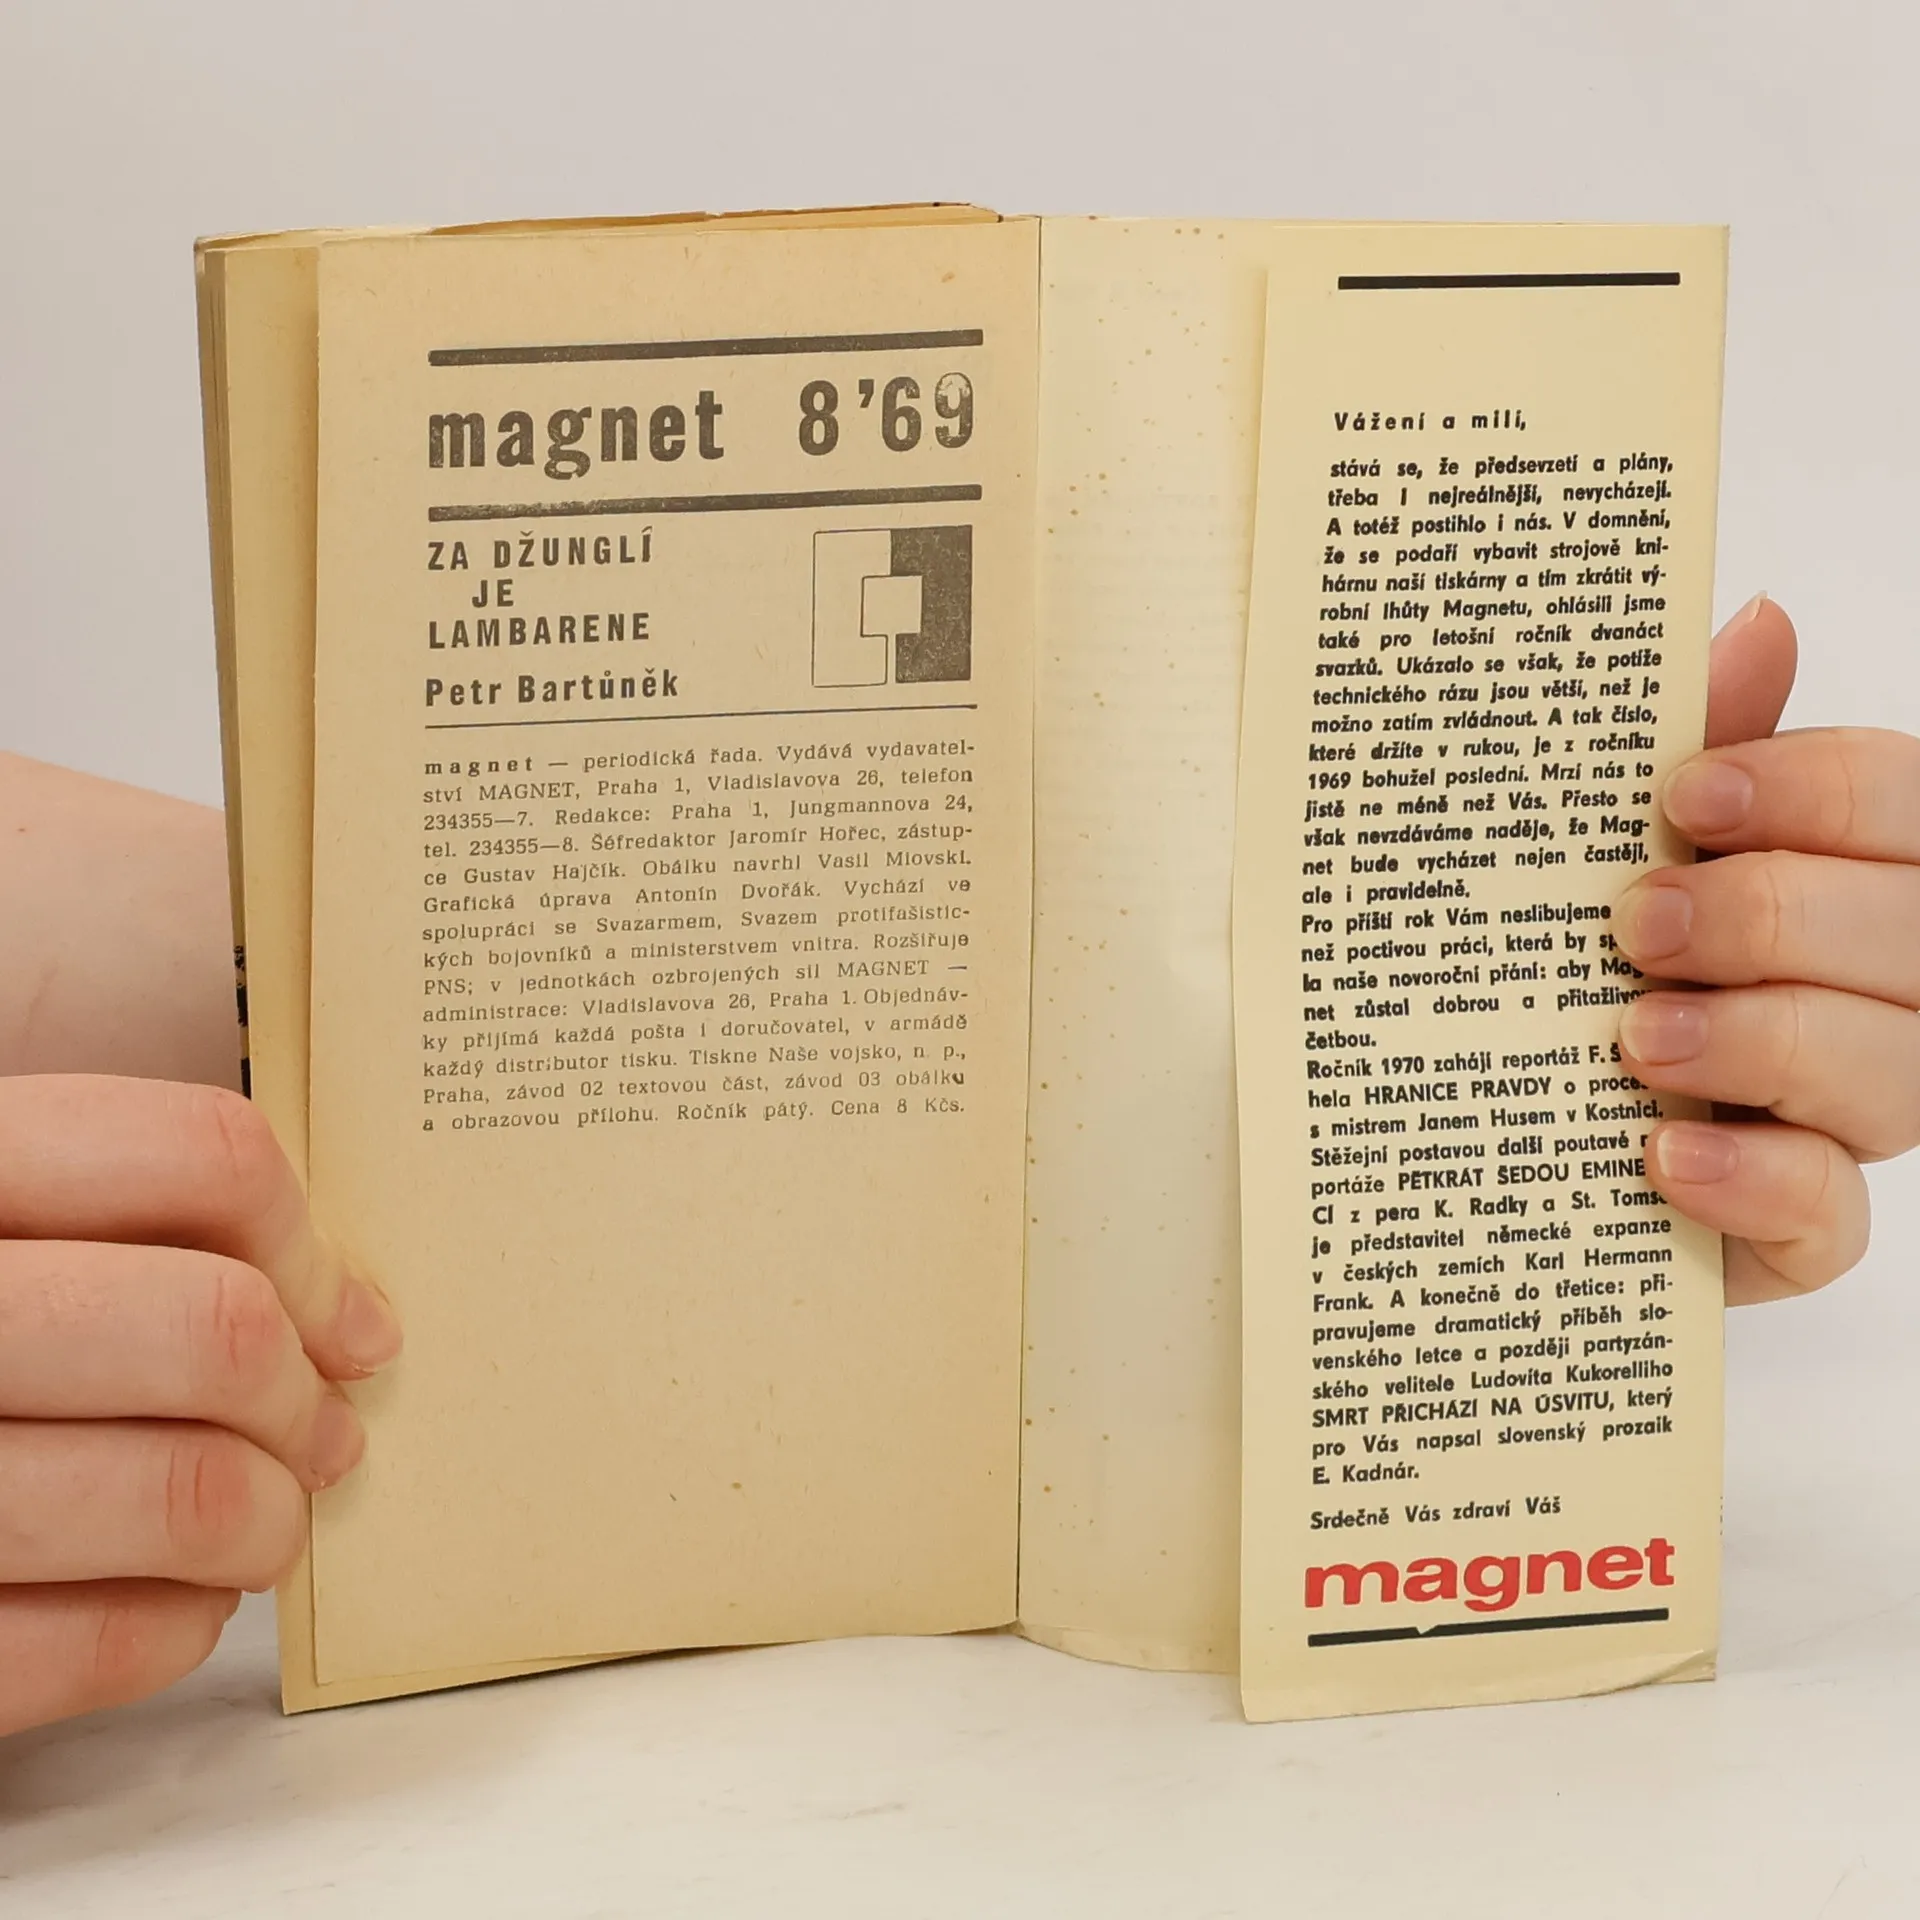 magnet 8’69
ZA DŽUNGLÍ
JE
LAMBARENE
Petr Bartůněk
magnet — periodická řada. Vydává vydavatel-
ství MAGNET, Praha 1, Vladislavova 26, telefon
234355—7. Redakce: Praha 1, Jungmannova 24,
tel. 234355—8. Šéfredaktor Jaromír Hořec, zástup-
ce Gustav Hajčík. Obálku navrhl Vasil Miovski.
Grafická úprava Antonín Dvořák. Vychází ve
spolupráci se Svazarmem, Svazem protifašistic-
kých bojovníků a ministerstvem vnitra. Rozšiřuje
PNS; v jednotkách ozbrojených sil MAGNET —
administrace: Vladislavova 26, Praha 1. Objednáv-
ky přijímá každá pošta i doručovatel, v armádě
každý distributor tisku. Tiskne Naše vojsko, n. p.,
Praha, závod 02 textovou část, závod 03 obálku
a obrazovou přílohu. Ročník pátý. Cena 8 Kčs.
Vážení a milí,
stává se, že předsevzetí a plány,
třeba i nejreálnější, nevycházejí.
A totéž postihlo i nás. V domnění,
že se podaří vybavit strojově kni-
hárnu naší tiskárny a tím zkrátit vý-
robní lhůty Magnetu, ohlásili jsme
také pro letošní ročník dvanáct
svazků. Ukázalo se však, že potíže
technického rázu jsou větší, než je
možno zatím zvládnout. A tak číslo,
které držíte v rukou, je z ročníku
1969 bohužel poslední. Mrzí nás to
jistě ne méně než Vás. Přesto se
však nevzdáváme naděje, že Mag-
net bude vycházet nejen častěji,
ale i pravidelně.
Pro příští rok Vám neslibujeme
než poctivou práci, která by
la naše novoroční přání: aby Mag-
net zůstal dobrou a přitažlivou
četbou.
Ročník 1970 zahájí reportáž F.
hela HRANICE PRAVDY o proce
s mistrem Janem Husem v Kostnici.
Stěžejní postavou další poutavé
portáže PĚTKRÁT ŠEDOU EMINE
CÍ z pera K. Radky a St.
je představitel německé expanze
v českých zemích Karl Hermann
Frank. A konečně do třetice: při-
pravujeme dramatický příběh slo-
venského letce a později partyzán-
ského velitele Ludovíta Kukorelliho
SMRT PŘICHÁZÍ NA ÚSVITU, který
pro Vás napsal slovenský prozaik
E. Kadnár.
Srdečně Vás zdraví Váš
magnet